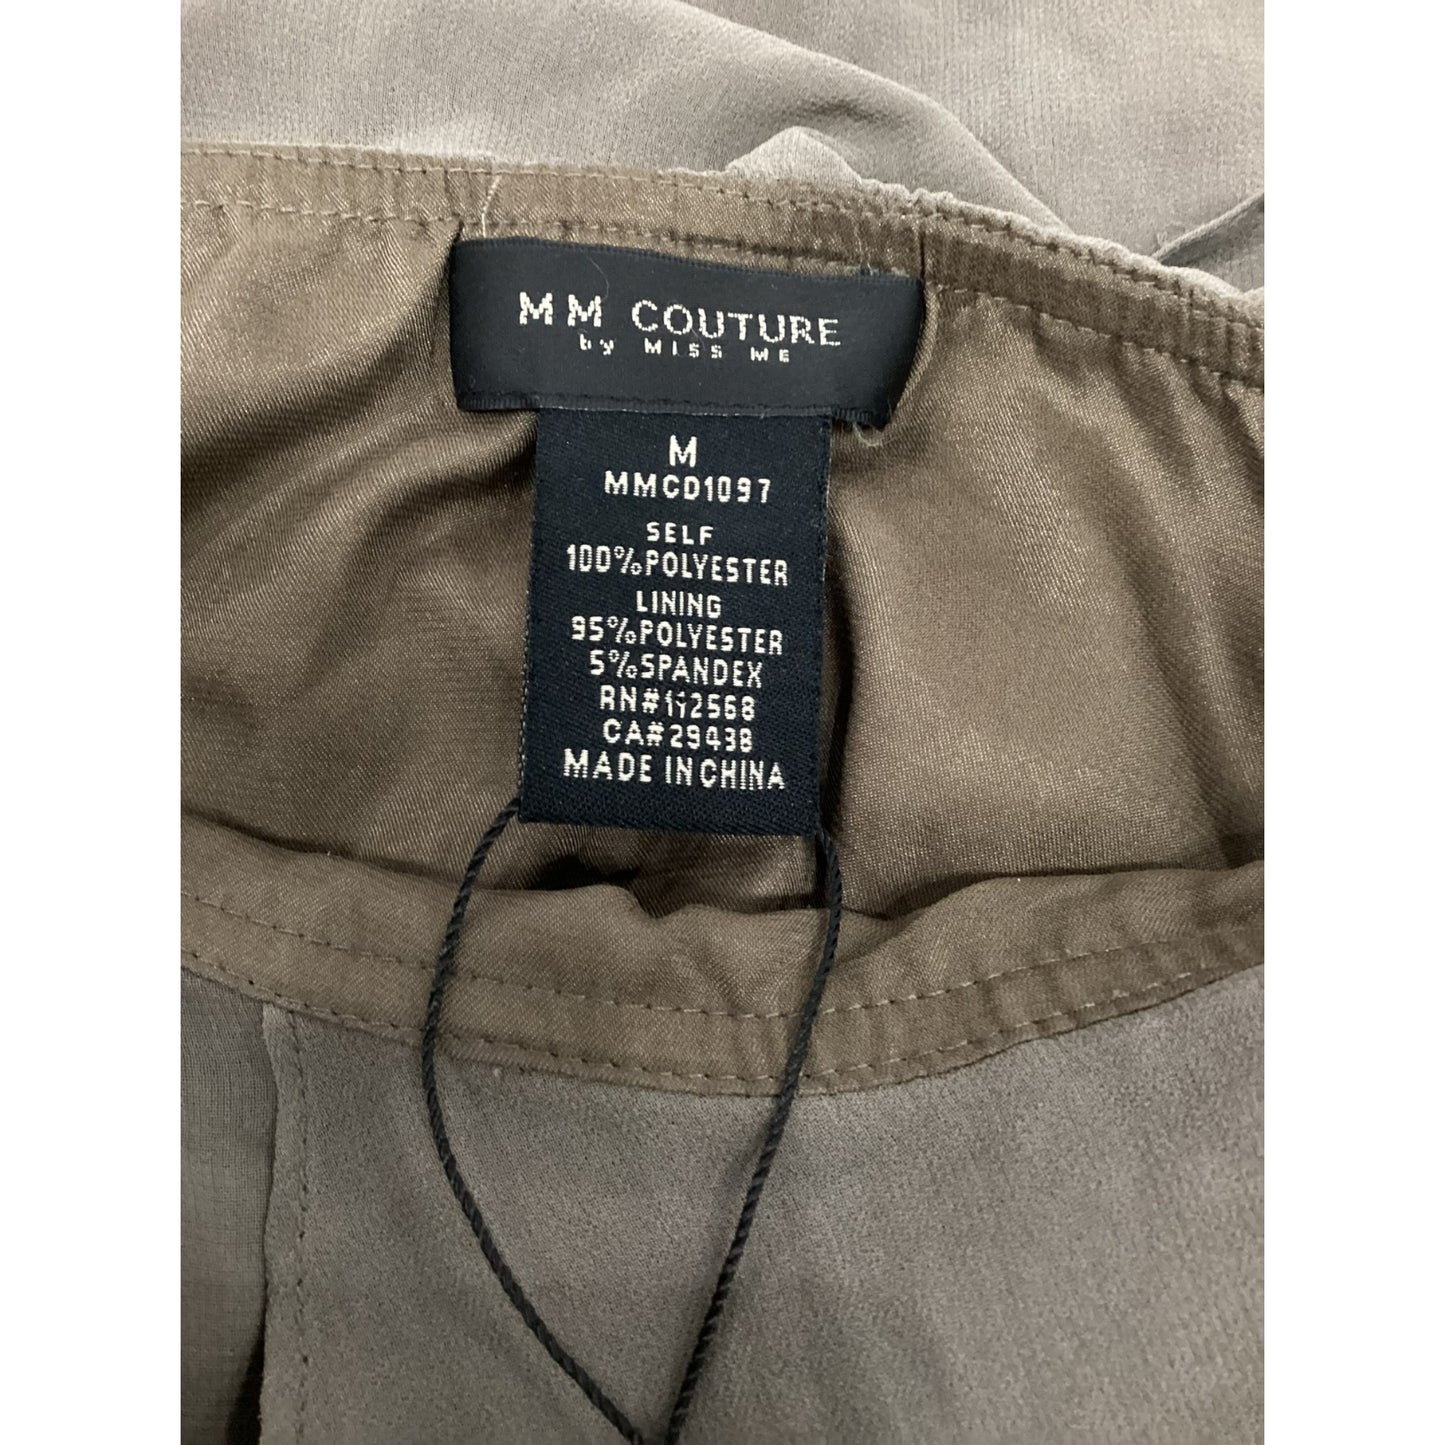 MM COUTURE
by MISS ME
M
MMCD1097
SELF
100%POLYESTER
LINING
95%POLYESTER
5%SPANDEX
RN#112568
CA#29438
MADE IN CHINA